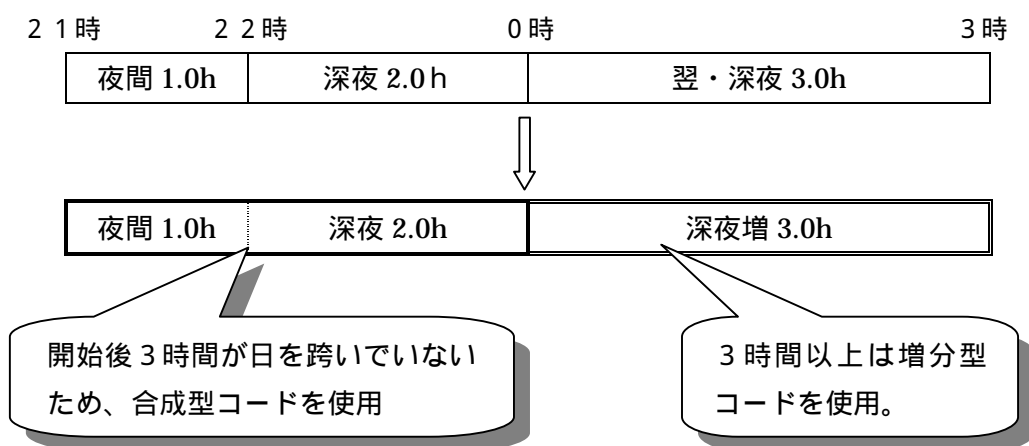 ２１時 ２２時 ０時 ３時
夜間 1.0h 深夜 2.0ｈ 翌・深夜 3.0h
夜間 1.0h 深夜 2.0h 深夜増 3.0h
開始後３時間が日を跨いでいない
ため、合成型コードを使用
３時間以上は増分型
コードを使用。